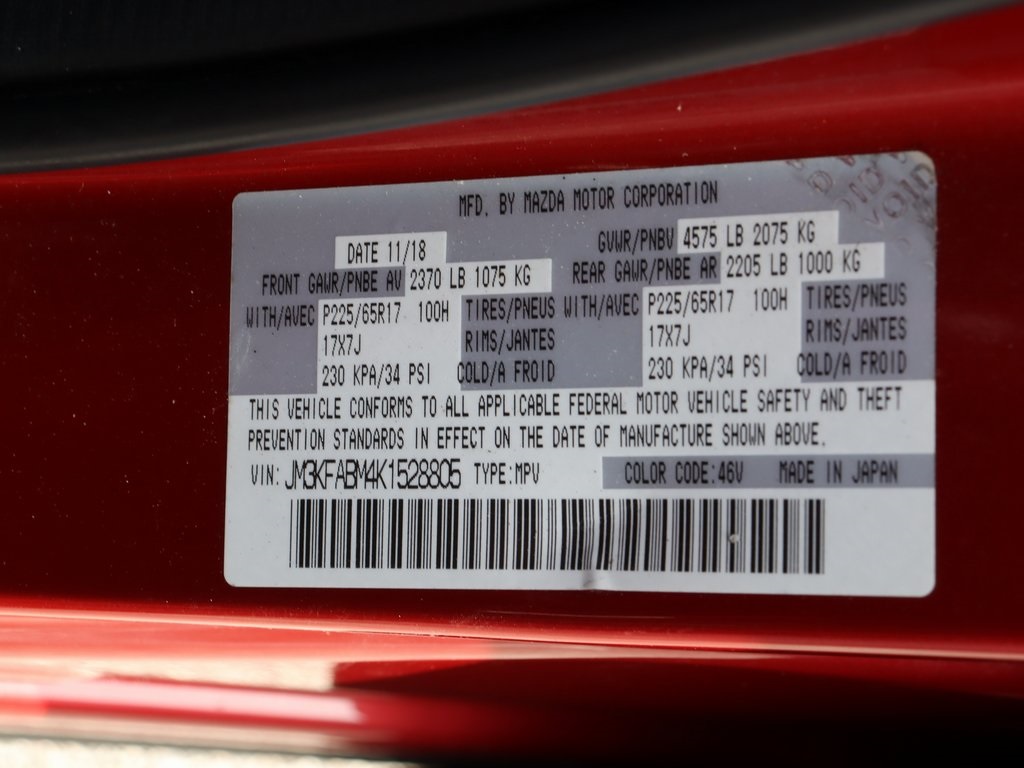 MFD. BY MAZDA MOTOR CORPORATION
DATE 11/18 GVWR/PNBV 4575 LB 2075 KG
FRONT GAWR/PNBE AV 2370 LB 1075 KG REAR GAWR/PNBE AR 2205 LB 1000 KG
WITH/AVEC P225/65R17 100H TIRES/PNEUS WITH/AVEC P225/65R17 100H TIRES/PNEUS
17X7J RIMS/JANTES 17X7J RIMS/JANTES
230 KPA/34 PSI COLD/A FROID 230 KPA/34 PSI COLD/A FROID
THIS VEHICLE CONFORMS TO ALL APPLICABLE FEDERAL MOTOR VEHICLE SAFETY AND THEFT
PREVENTION STANDARDS IN EFFECT ON THE DATE OF MANUFACTURE SHOWN ABOVE.
VIN: JM3KFABM4K1528805 TYPE:MPV COLOR CODE:46V MADE IN JAPAN
VOID